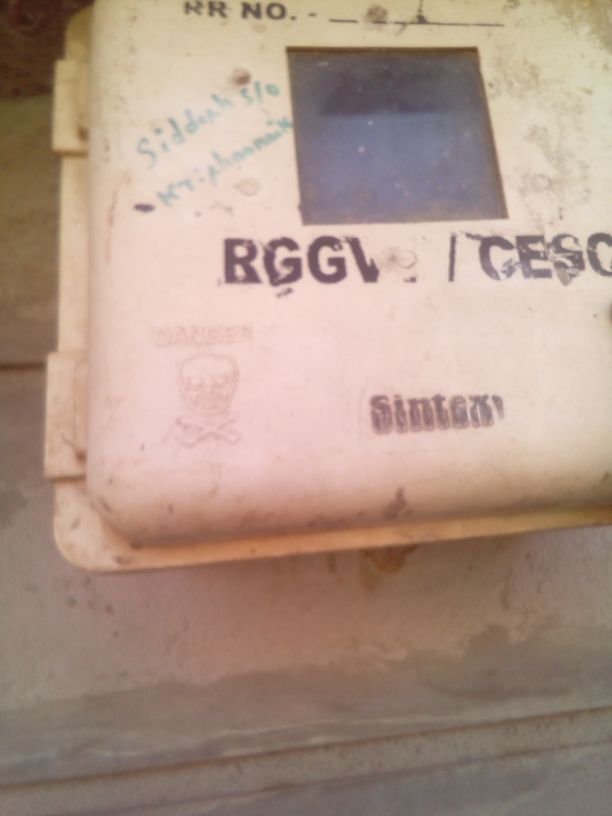 RR NO. -
Siddesh s/o
RGGV / CESC
DANGER
Sintex